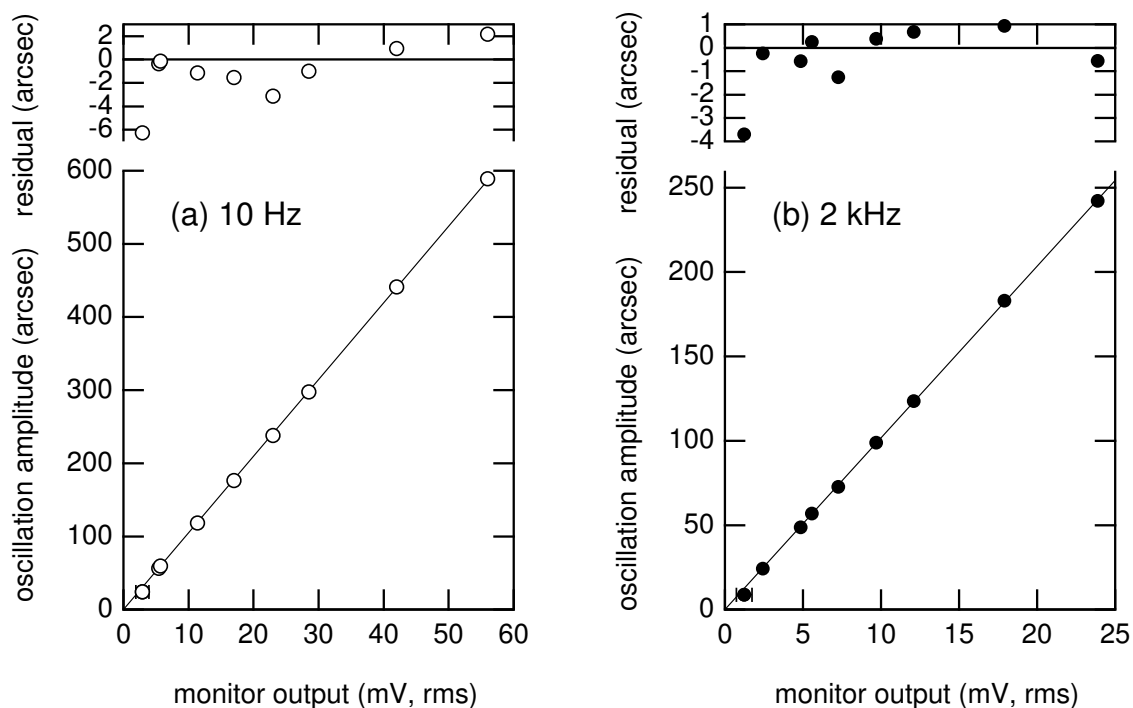 residual (arcsec)
2
0
-2
-4
-6
oscillation amplitude (arcsec)
600
500
400
300
200
100
0
(a) 10 Hz
0 10 20 30 40 50 60
monitor output (mV, rms)
residual (arcsec)
1
0
-1
-2
-3
-4
oscillation amplitude (arcsec)
250
200
150
100
50
0
(b) 2 kHz
0 5 10 15 20 25
monitor output (mV, rms)